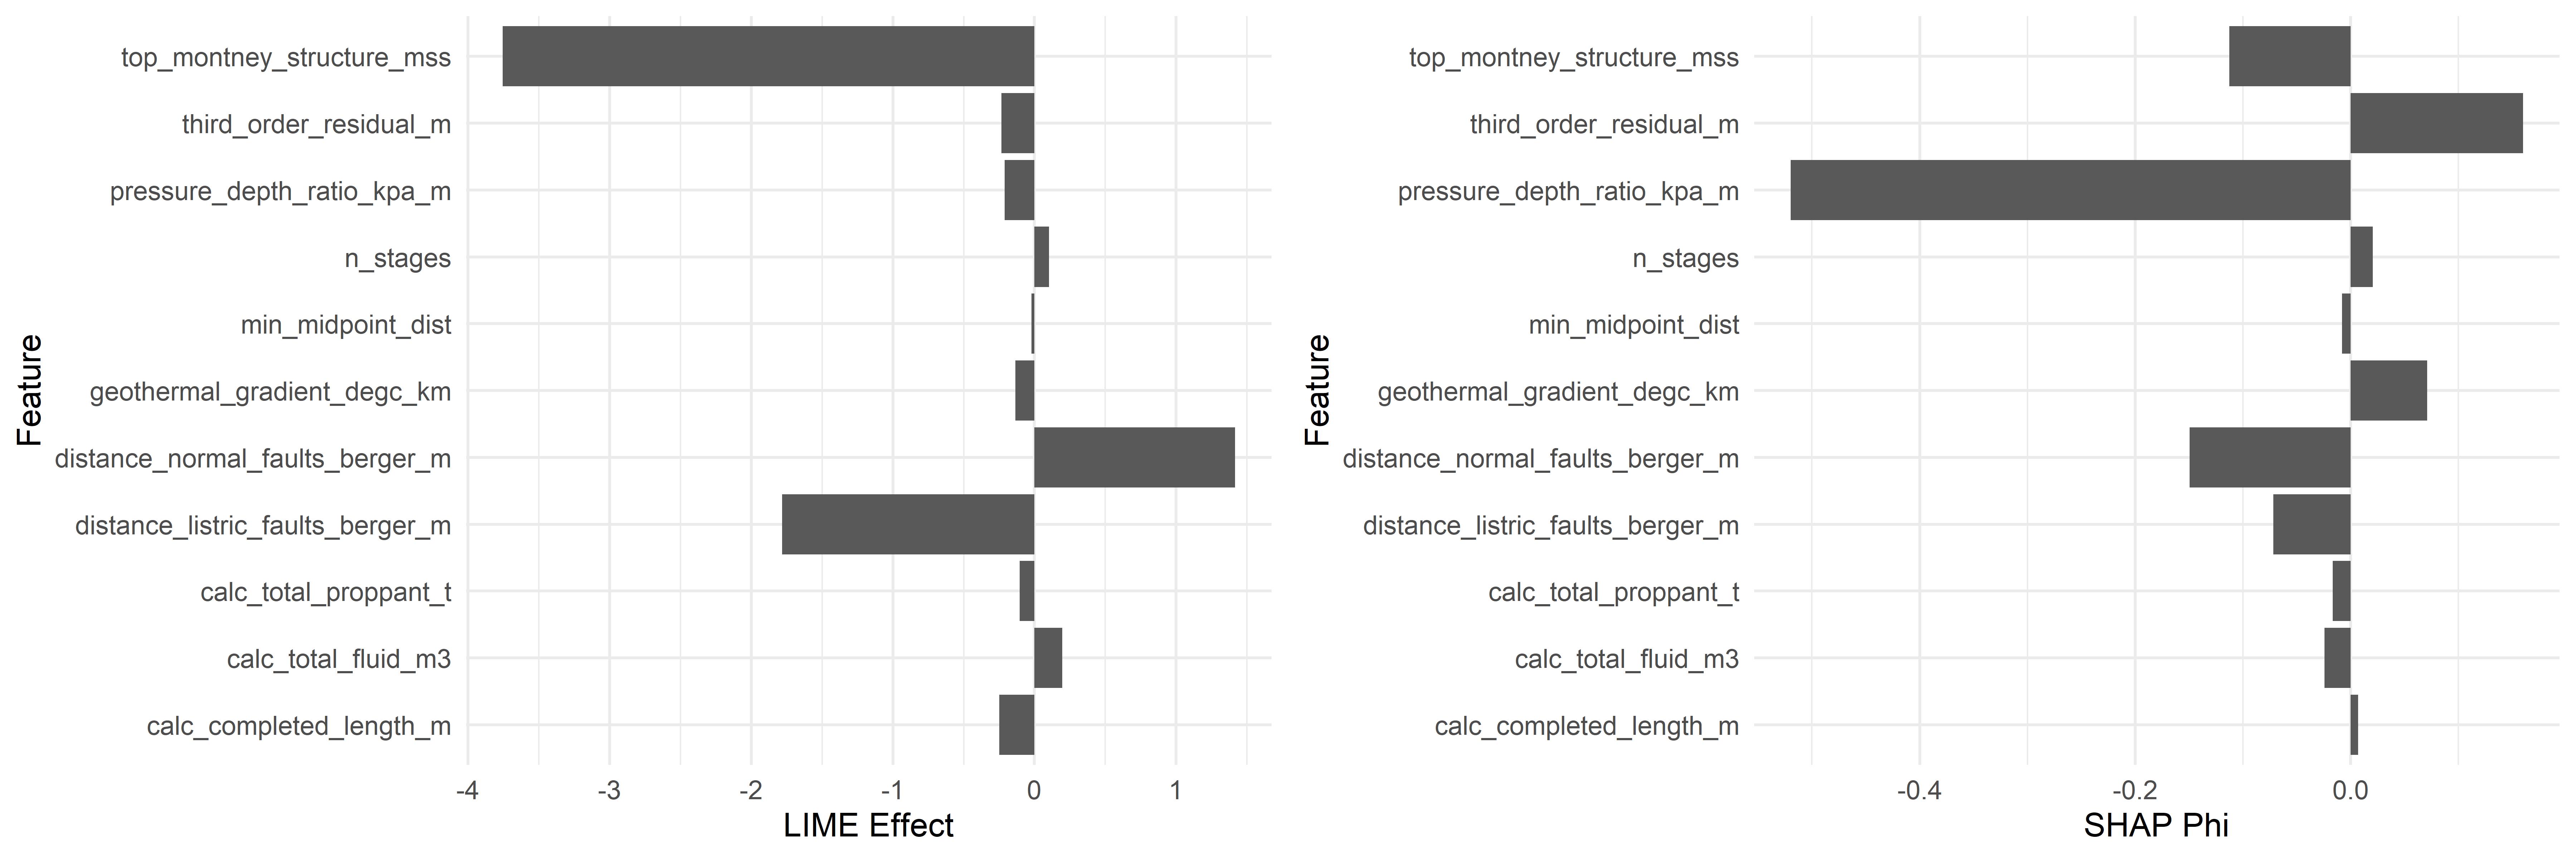 Feature
top_montney_structure_mss
third_order_residual_m
pressure_depth_ratio_kpa_m
n_stages
min_midpoint_dist
geothermal_gradient_degc_km
distance_normal_faults_berger_m
distance_listric_faults_berger_m
calc_total_proppant_t
calc_total_fluid_m3
calc_completed_length_m
-4 -3 -2 -1 0 1
LIME Effect
Feature
top_montney_structure_mss
third_order_residual_m
pressure_depth_ratio_kpa_m
n_stages
min_midpoint_dist
geothermal_gradient_degc_km
distance_normal_faults_berger_m
distance_listric_faults_berger_m
calc_total_proppant_t
calc_total_fluid_m3
calc_completed_length_m
-0.4 -0.2 0.0
SHAP Phi